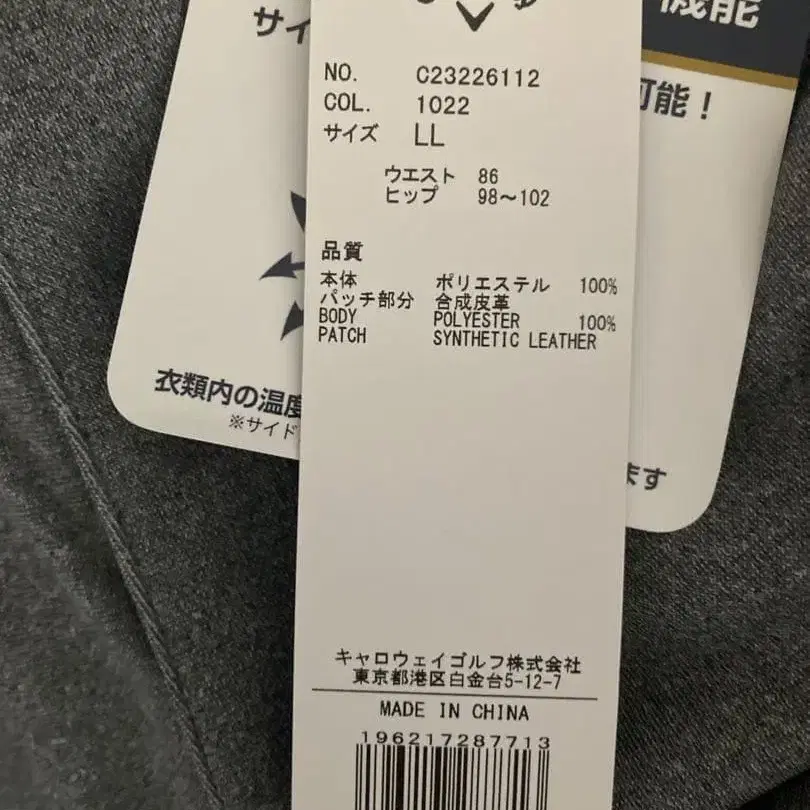 サイ
機能
可能！
NO. C23226112
COL. 1022
サイズ LL
ウエスト 86
ヒップ 98～102
品質
本体 ポリエステル 100%
パッチ部分 合成皮革
BODY POLYESTER 100%
PATCH SYNTHETIC LEATHER
衣類内の温度
※サイド
ます
キャロウェイゴルフ株式会社
東京都港区白金台5-12-7
MADE IN CHINA
196217287713